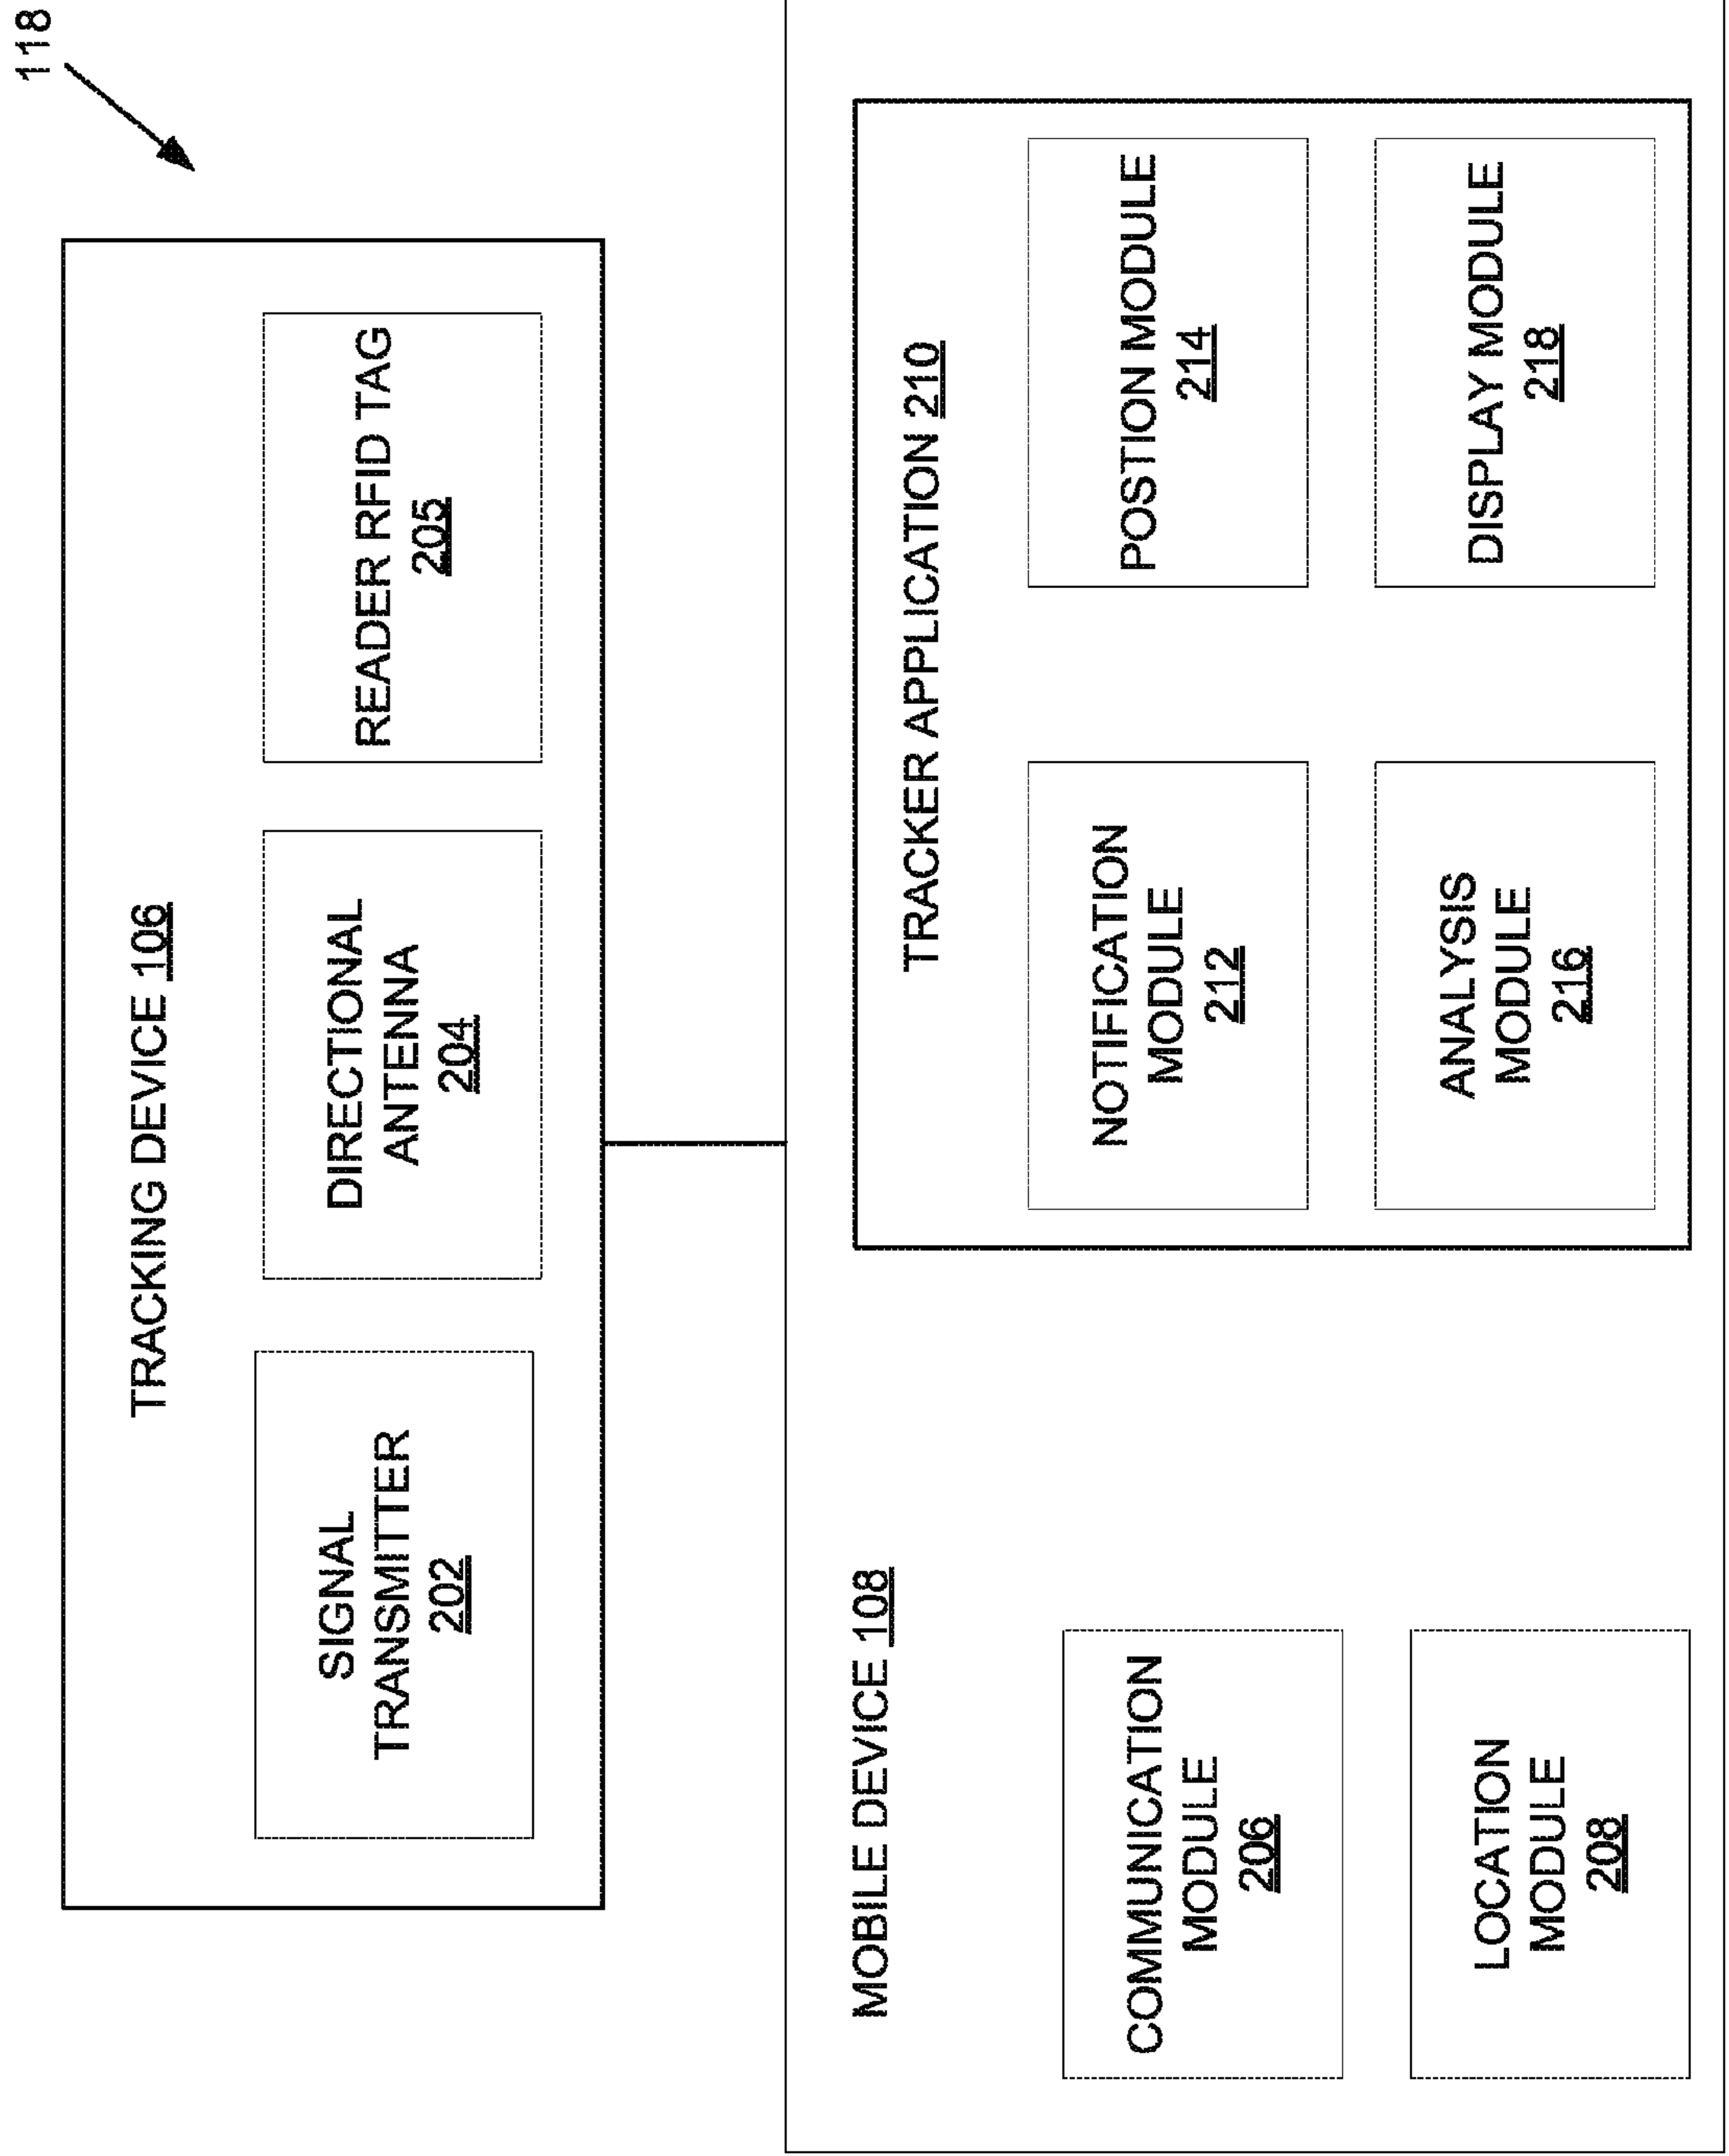 118
TRACKING DEVICE 106
SIGNAL
TRANSMITTER
202
DIRECTIONAL
ANTENNA
204
READER RFID TAG
205
MOBILE DEVICE 108
COMMUNICATION
MODULE
206
LOCATION
MODULE
208
TRACKER APPLICATION 210
NOTIFICATION
MODULE
212
POSTION MODULE
214
ANALYSIS
MODULE
216
DISPLAY MODULE
218